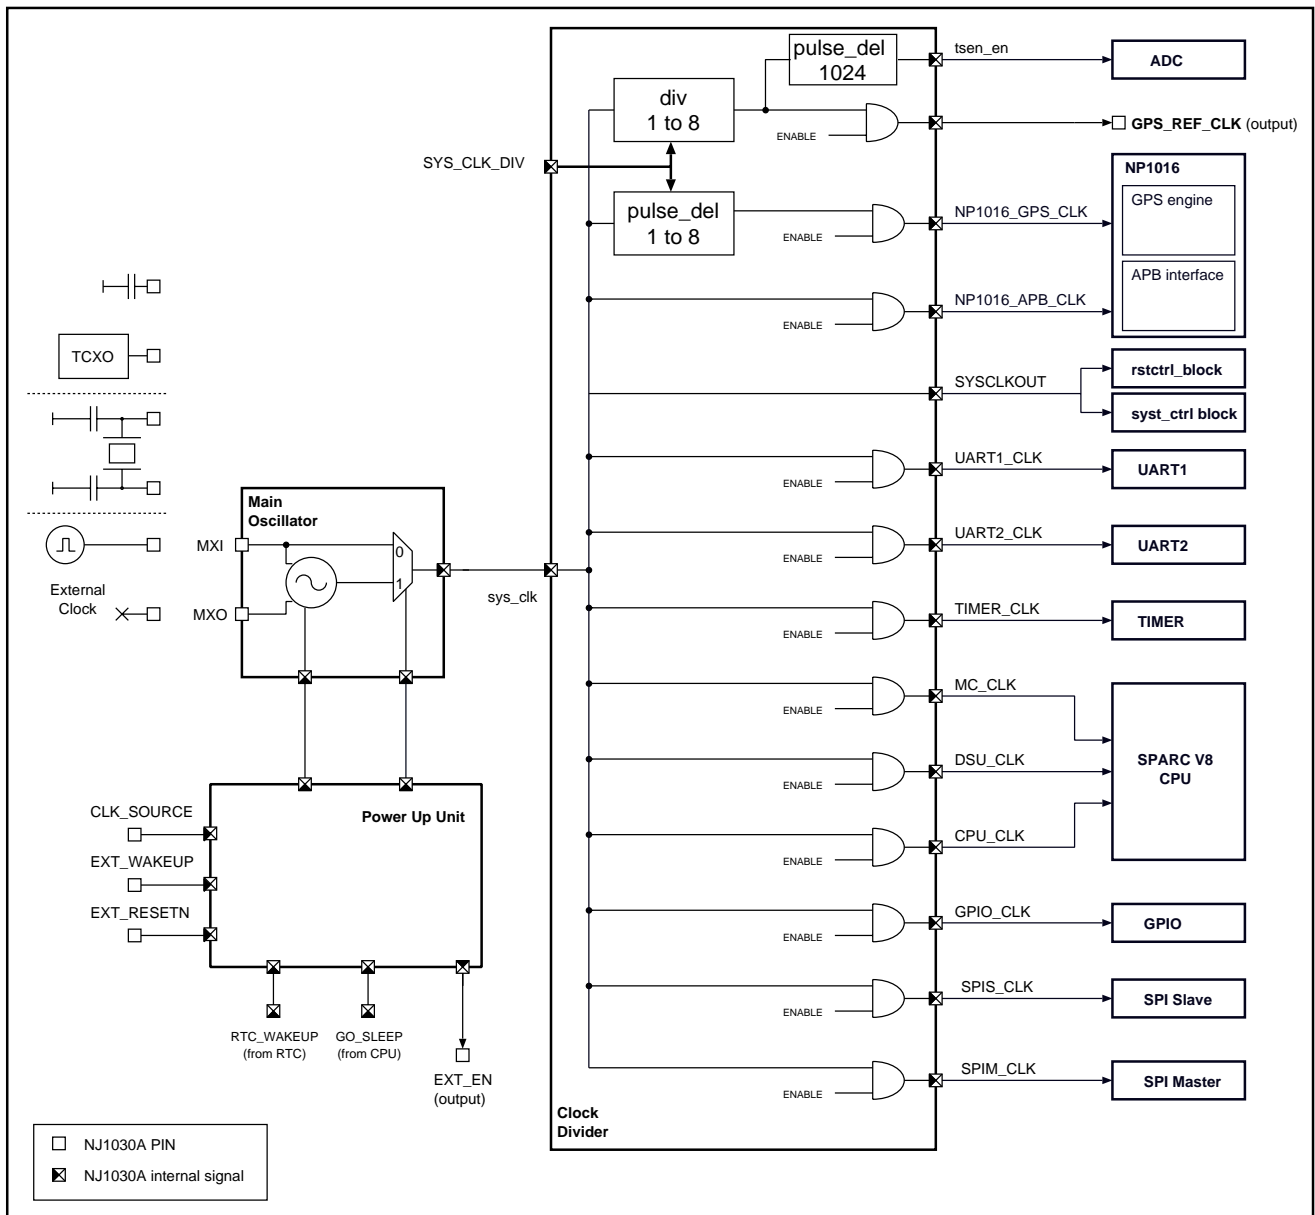 pulse_del
1024
tsen_en
ADC
div
1 to 8
ENABLE
GPS_REF_CLK (output)
SYS_CLK_DIV
NP1016
GPS engine
pulse_del
1 to 8
ENABLE
NP1016_GPS_CLK
APB interface
ENABLE
NP1016_APB_CLK
TCXO
SYSCLKOUT
rstctrl_block
syst_ctrl block
UART1_CLK
ENABLE
UART1
Main
Oscillator
MXI
0
1
MXO
External
Clock
sys_clk
UART2_CLK
ENABLE
UART2
TIMER_CLK
ENABLE
TIMER
MC_CLK
ENABLE
DSU_CLK
ENABLE
SPARC V8
CPU
CPU_CLK
ENABLE
Power Up Unit
CLK_SOURCE
EXT_WAKEUP
EXT_RESETN
GPIO_CLK
ENABLE
GPIO
SPIS_CLK
ENABLE
SPI Slave
RTC_WAKEUP
(from RTC)
GO_SLEEP
(from CPU)
EXT_EN
(output)
SPIM_CLK
ENABLE
SPI Master
Clock
Divider
NJ1030A PIN
NJ1030A internal signal